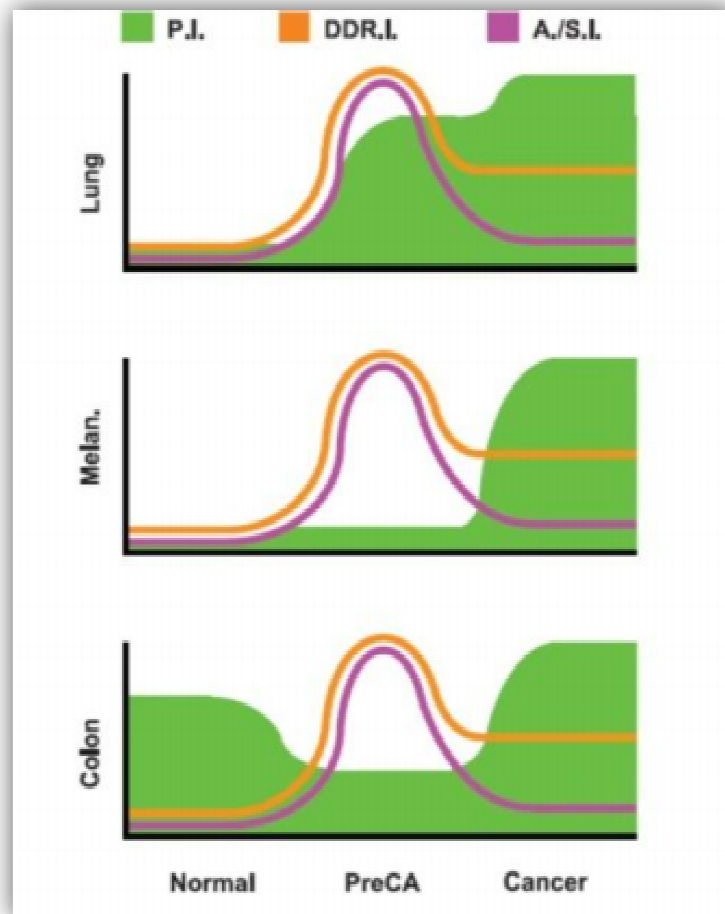 P.I. DDR.I. A./S.I.
Lung
Melan.
Colon
Normal PreCA Cancer